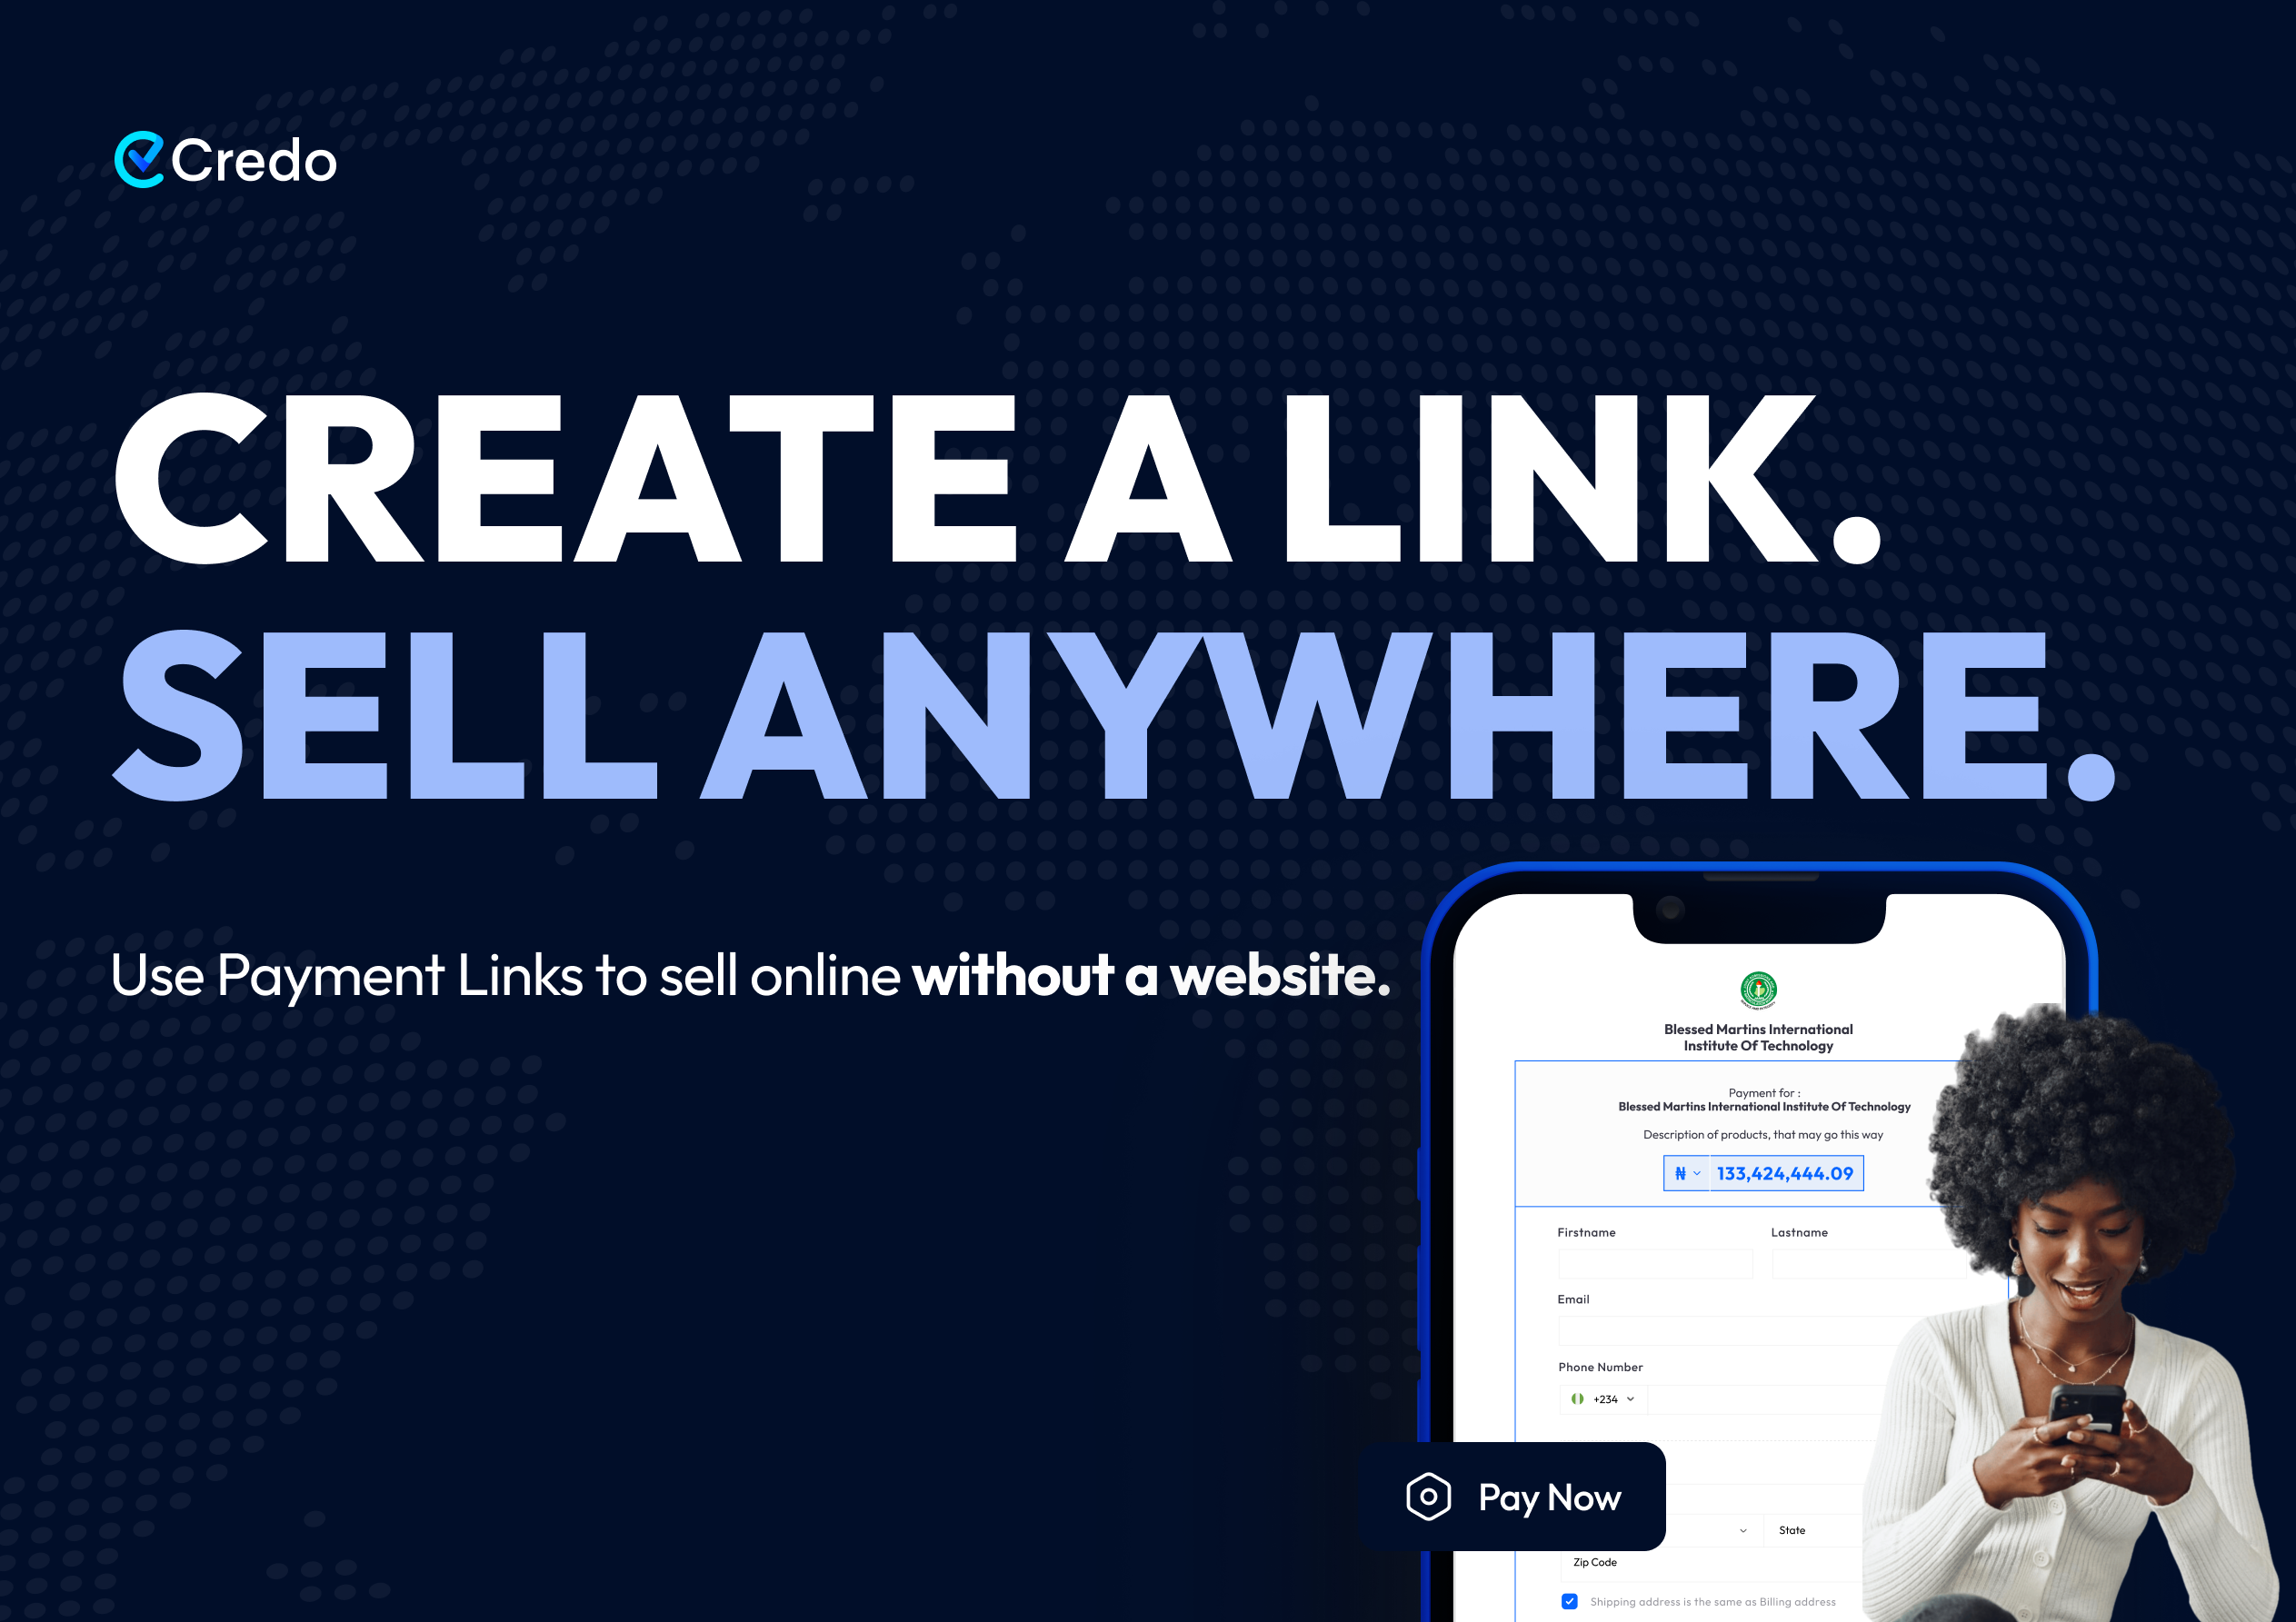 Credo
CREATE A LINK.
SELL ANYWHERE.
Use Payment Links to sell online without a website.
Blessed Martins International
Institute Of Technology
Payment for :
Blessed Martins International Institute Of Technology
Description of products, that may go this way
₦ 133,424,444.09
Firstname Lastname
Email
Phone Number
+234
Pay Now
State
Zip Code
Shipping address is the same as Billing address